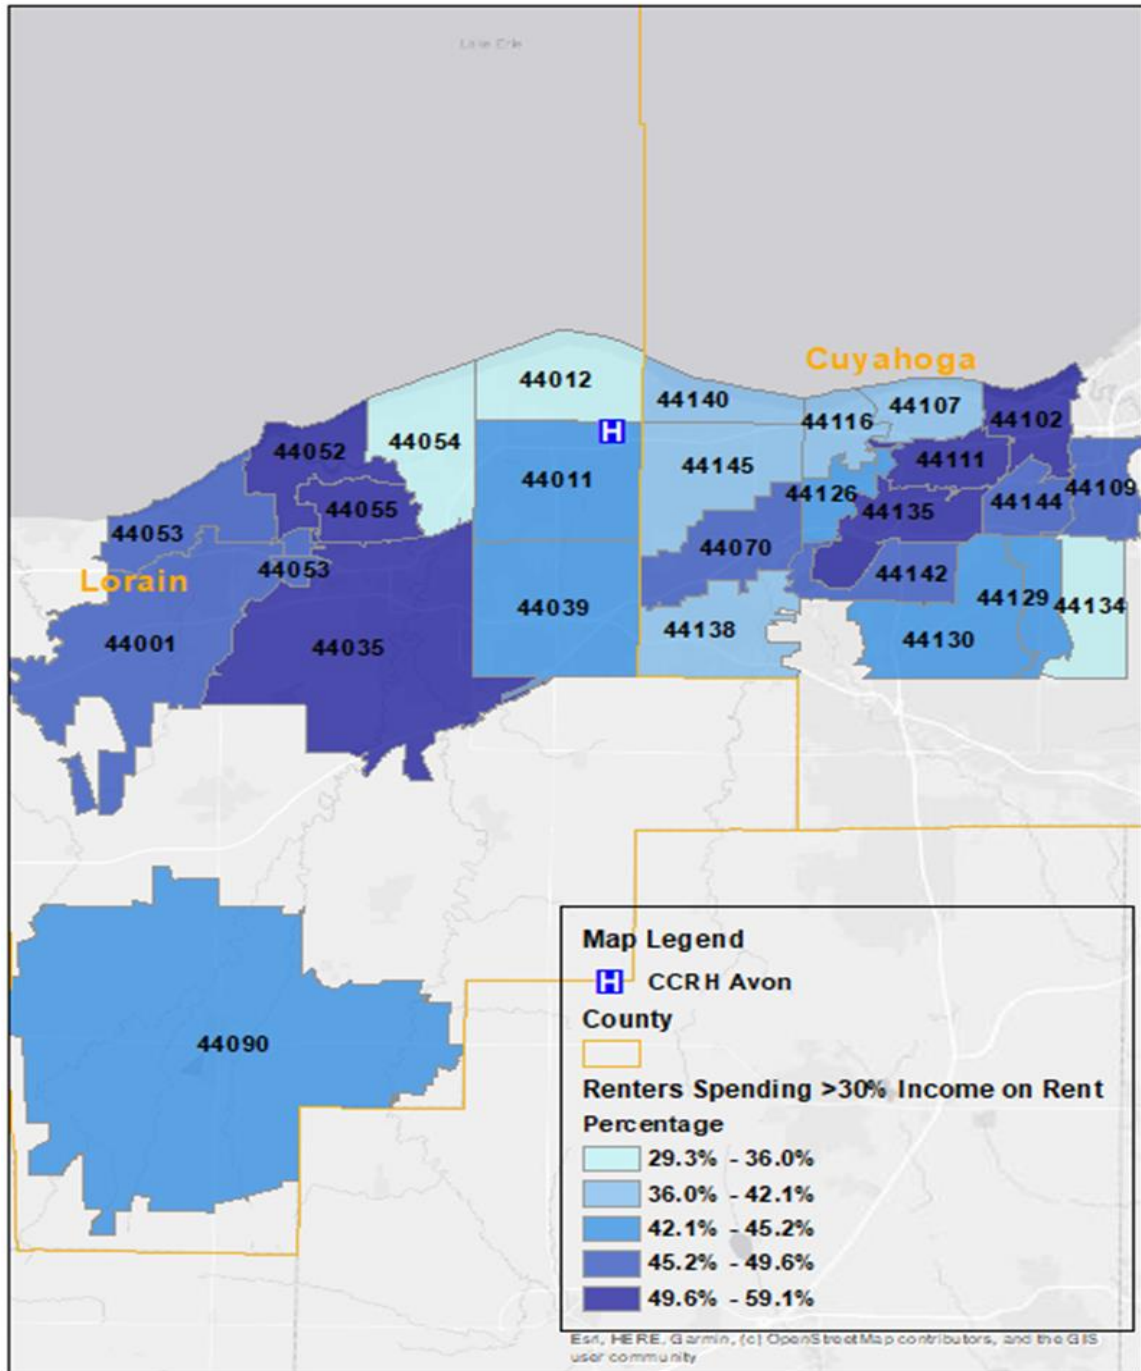 Lake Erie
Cuyahoga
44012
44140
44107
44116
44102
44054
44052
44145
44111
44011
44126
44109
44144
44055
44135
44053
44070
44053
44142
Lorain
44129
44134
44039
44138
44130
44001
44035
44090
Map Legend
H CCRH Avon
County
Renters Spending >30% Income on Rent
Percentage
29.3% - 36.0%
36.0% - 42.1%
42.1% - 45.2%
45.2% - 49.6%
49.6% - 59.1%
Esri, HERE, Garmin, (c) OpenStreetMap contributors, and the GIS
user community
H